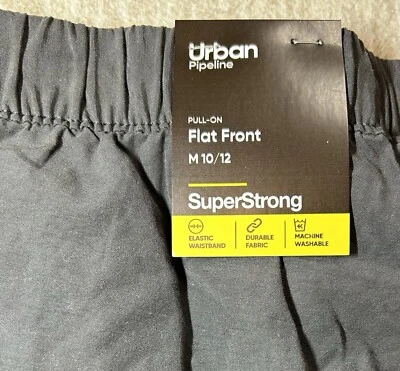 Urban
Pipeline
PULL-ON
Flat Front
M 10/12
SuperStrong
ELASTIC
WAISTBAND
DURABLE
FABRIC
MACHINE
WASHABLE